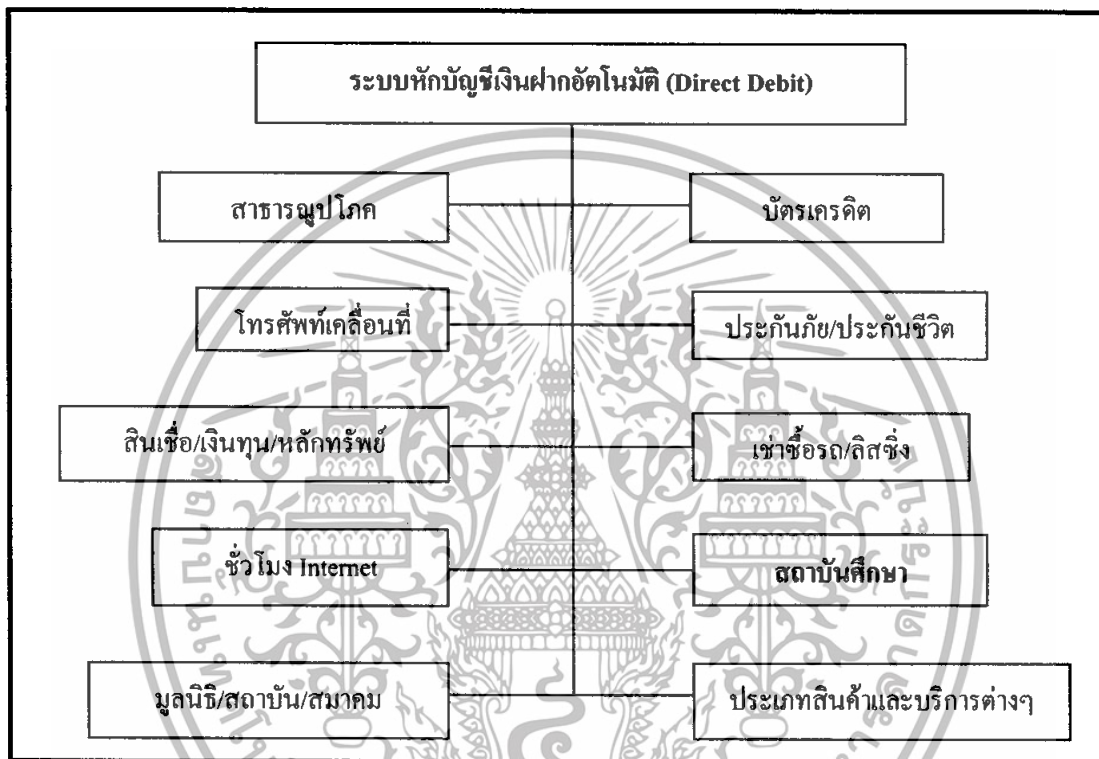 ระบบหักบัญชีเงินฝากอัตโนมัติ (Direct Debit)
สาธารณูปโภค
บัตรเครดิต
โทรศัพท์เคลื่อนที่
ประกันภัย/ประกันชีวิต
สินเชื่อ/เงินทุน/หลักทรัพย์
เช่าซื้อรถ/ลิสซิ่ง
ชั่วโมง Internet
สถาบันศึกษา
มูลนิธิ/สถาบัน/สมาคม
ประเภทสินค้าและบริการต่างๆ